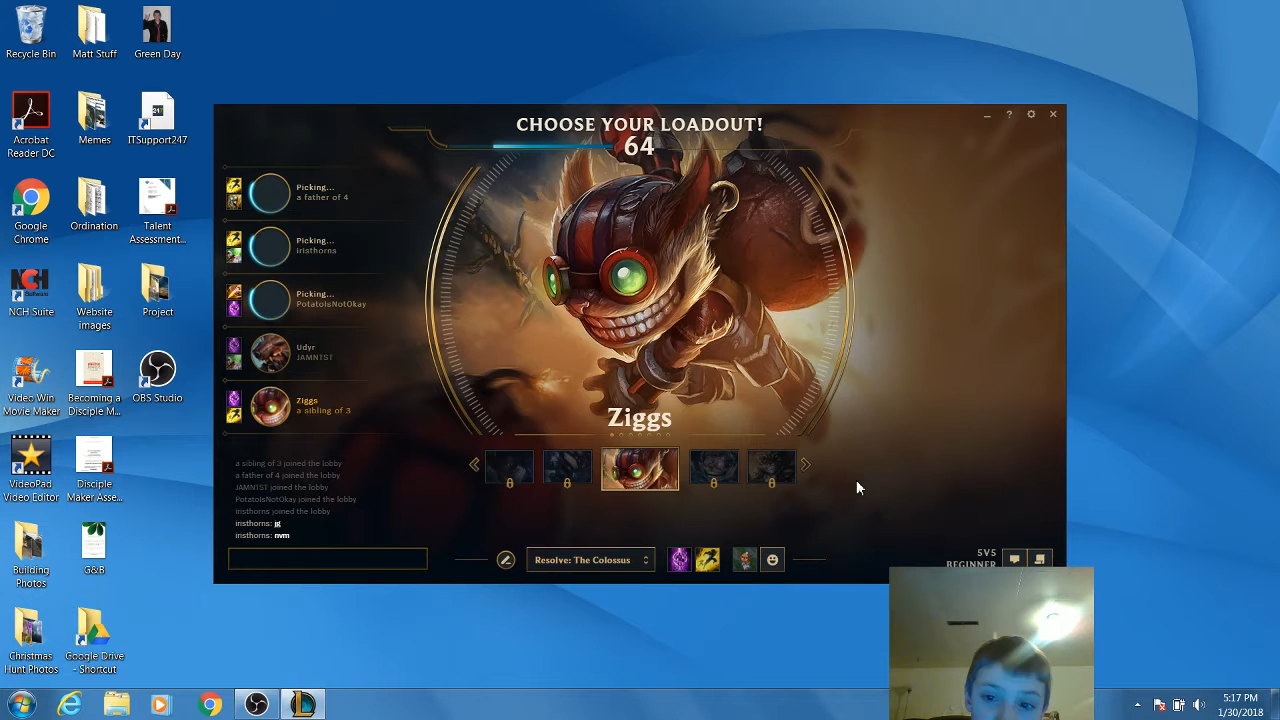 Recycle Bin
Matt Stuff
Green Day
Acrobat
Reader DC
Memes
ITSupport247
Google
Chrome
Ordination
Talent
Assessment...
NCH Suite
Website
images
Project
Video Win
Movie Maker
Becoming a
Disciple M...
OBS Studio
VideoPad
Video Editor
Disciple
Maker Asse...
Building
Photos
G&B
Christmas
Hunt Photos
Google Drive
- Shortcut
CHOOSE YOUR LOADOUT!
64
Picking...
a father of 4
Picking...
iristhorns
Picking...
PotatoIsNotOkay
Udyr
JAMNTST
Ziggs
a sibling of 3
Ziggs
a sibling of 3 joined the lobby
a father of 4 joined the lobby
JAMNTST joined the lobby
PotatoIsNotOkay joined the lobby
iristhorns joined the lobby
iristhorns: jg
iristhorns: nvm
Resolve: The Colossus
5V5
BEGINNER
5:17 PM
1/30/2018